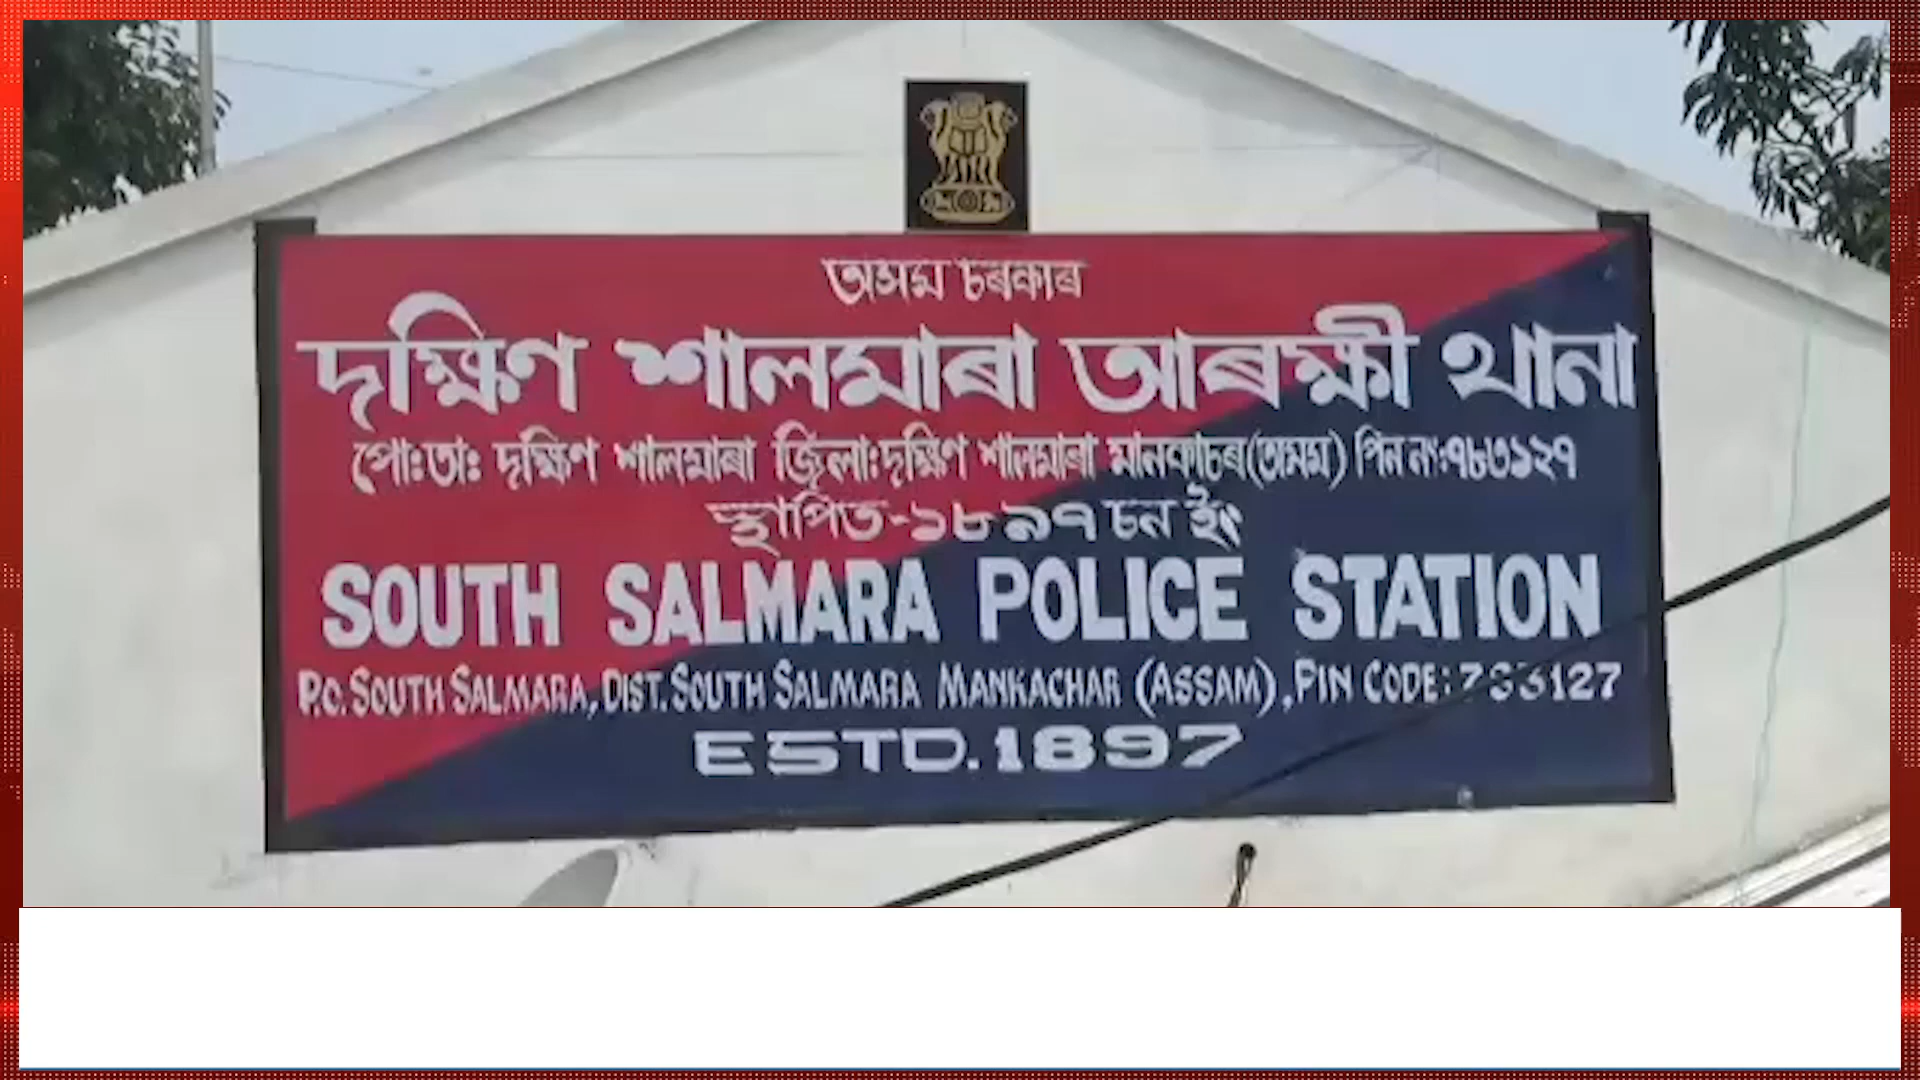 অসম চৰকাৰ
দক্ষিণ শালমাৰা আৰক্ষী থানা
পোঃতাঃ দক্ষিণ শালমাৰা জিলাঃদক্ষিণ শালমাৰা মানকাচৰ(অসম) পিন নং:৭৮৩১২৭
স্থাপিত-১৮৯৭ চন ইং
SOUTH SALMARA POLICE STATION
P.O. SOUTH SALMARA, DIST. SOUTH SALMARA MANKACHAR (ASSAM), PIN CODE: 783127
ESTD. 1897